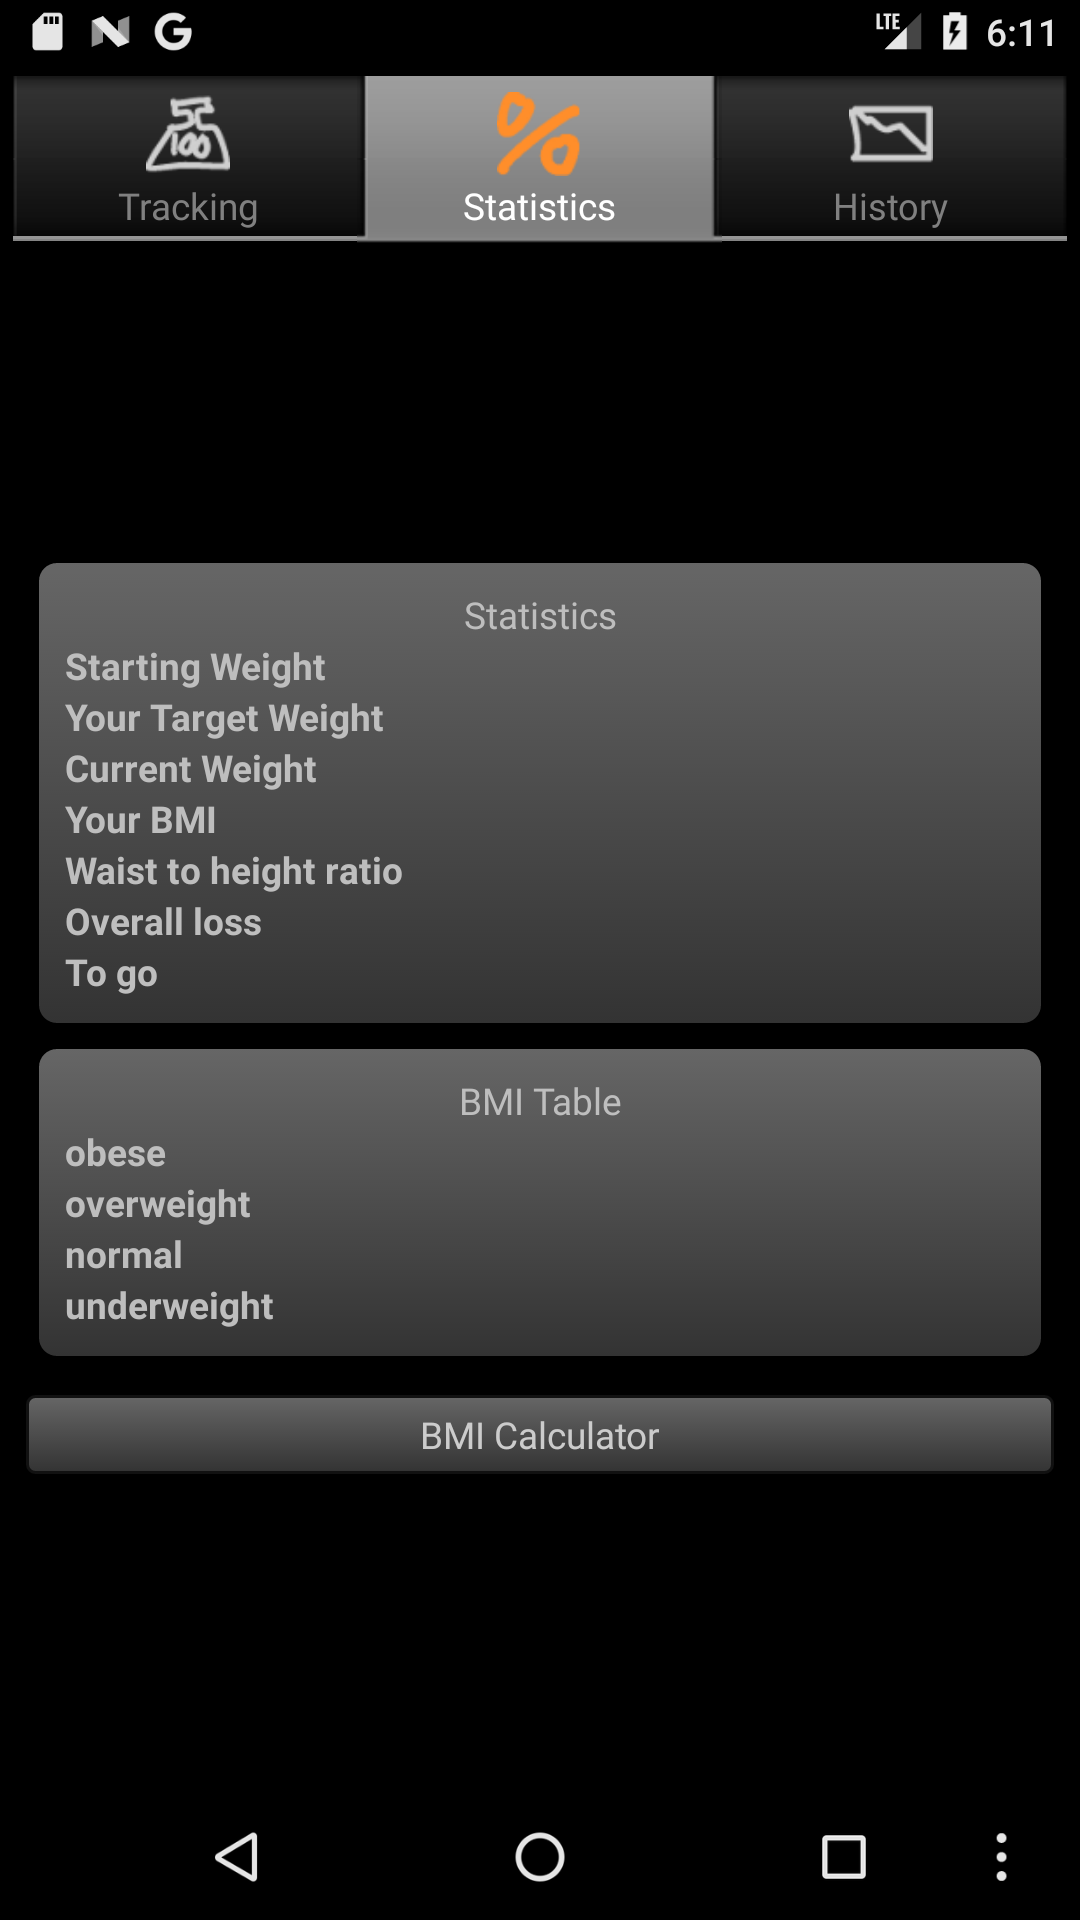 LTE 6:11
Tracking Statistics History
Statistics
Starting Weight
Your Target Weight
Current Weight
Your BMI
Waist to height ratio
Overall loss
To go
BMI Table
obese
overweight
normal
underweight
BMI Calculator